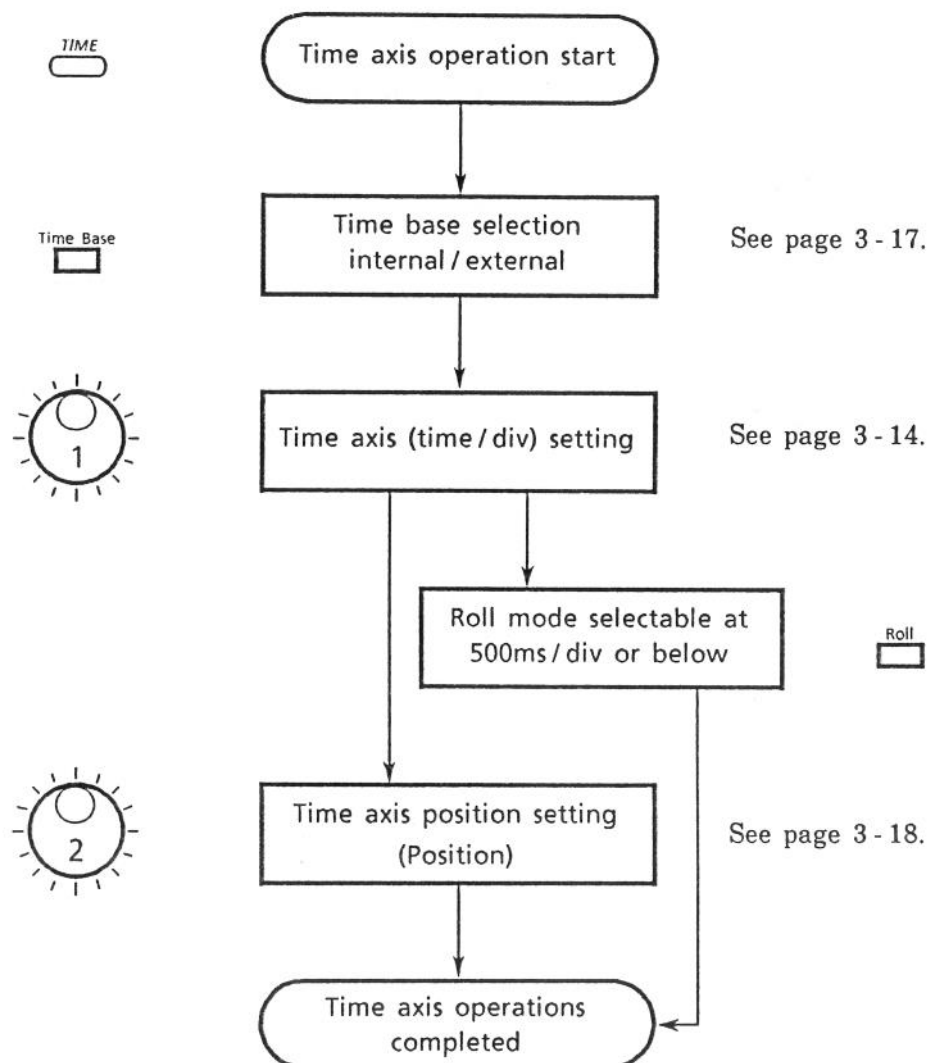 TIME
Time axis operation start
Time Base
Time base selection
internal / external
See page 3 - 17.
1
Time axis (time / div) setting
See page 3 - 14.
Roll mode selectable at
500ms / div or below
Roll
2
Time axis position setting
(Position)
See page 3 - 18.
Time axis operations
completed